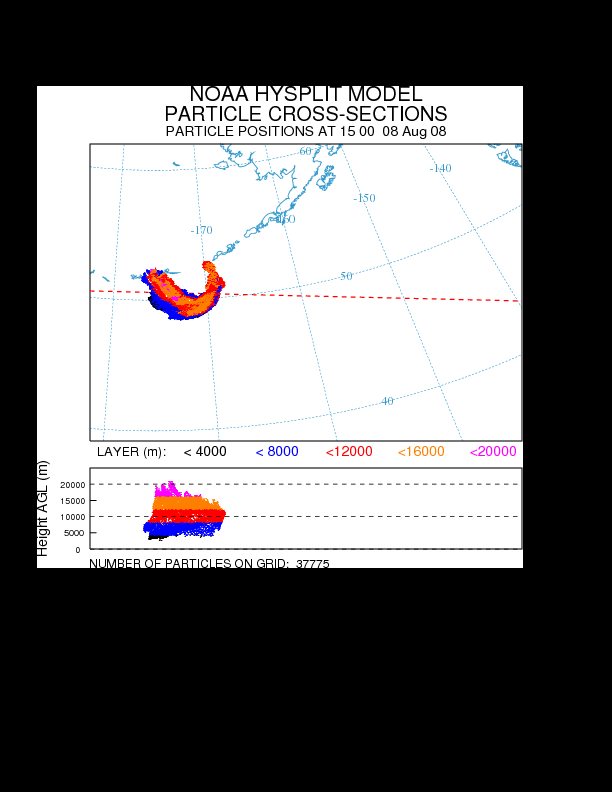 NOAA HYSPLIT MODEL
PARTICLE CROSS-SECTIONS
PARTICLE POSITIONS AT 15 00 08 Aug 08
60
-140
-150
-160
-170
50
40
LAYER (m): < 4000 < 8000 <12000 <16000 <20000
Height AGL (m)
20000
15000
10000
5000
0
NUMBER OF PARTICLES ON GRID: 37775